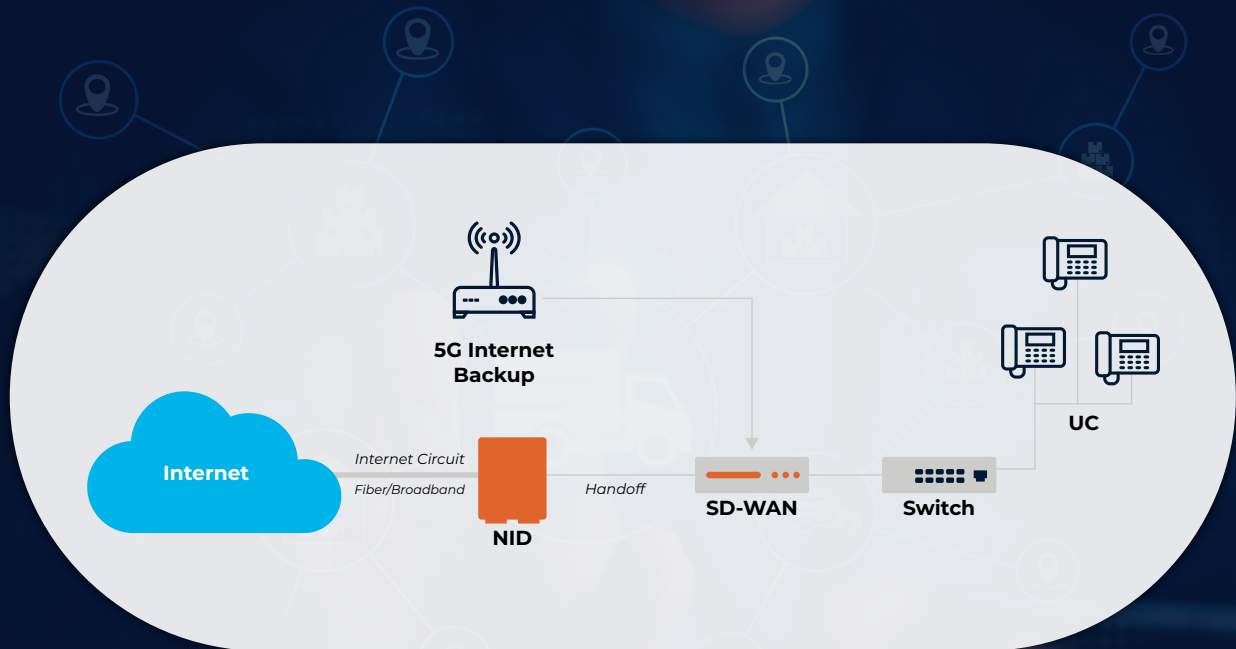 5G Internet
Backup
Internet
Internet Circuit
Fiber/Broadband
NID
Handoff
SD-WAN
Switch
UC